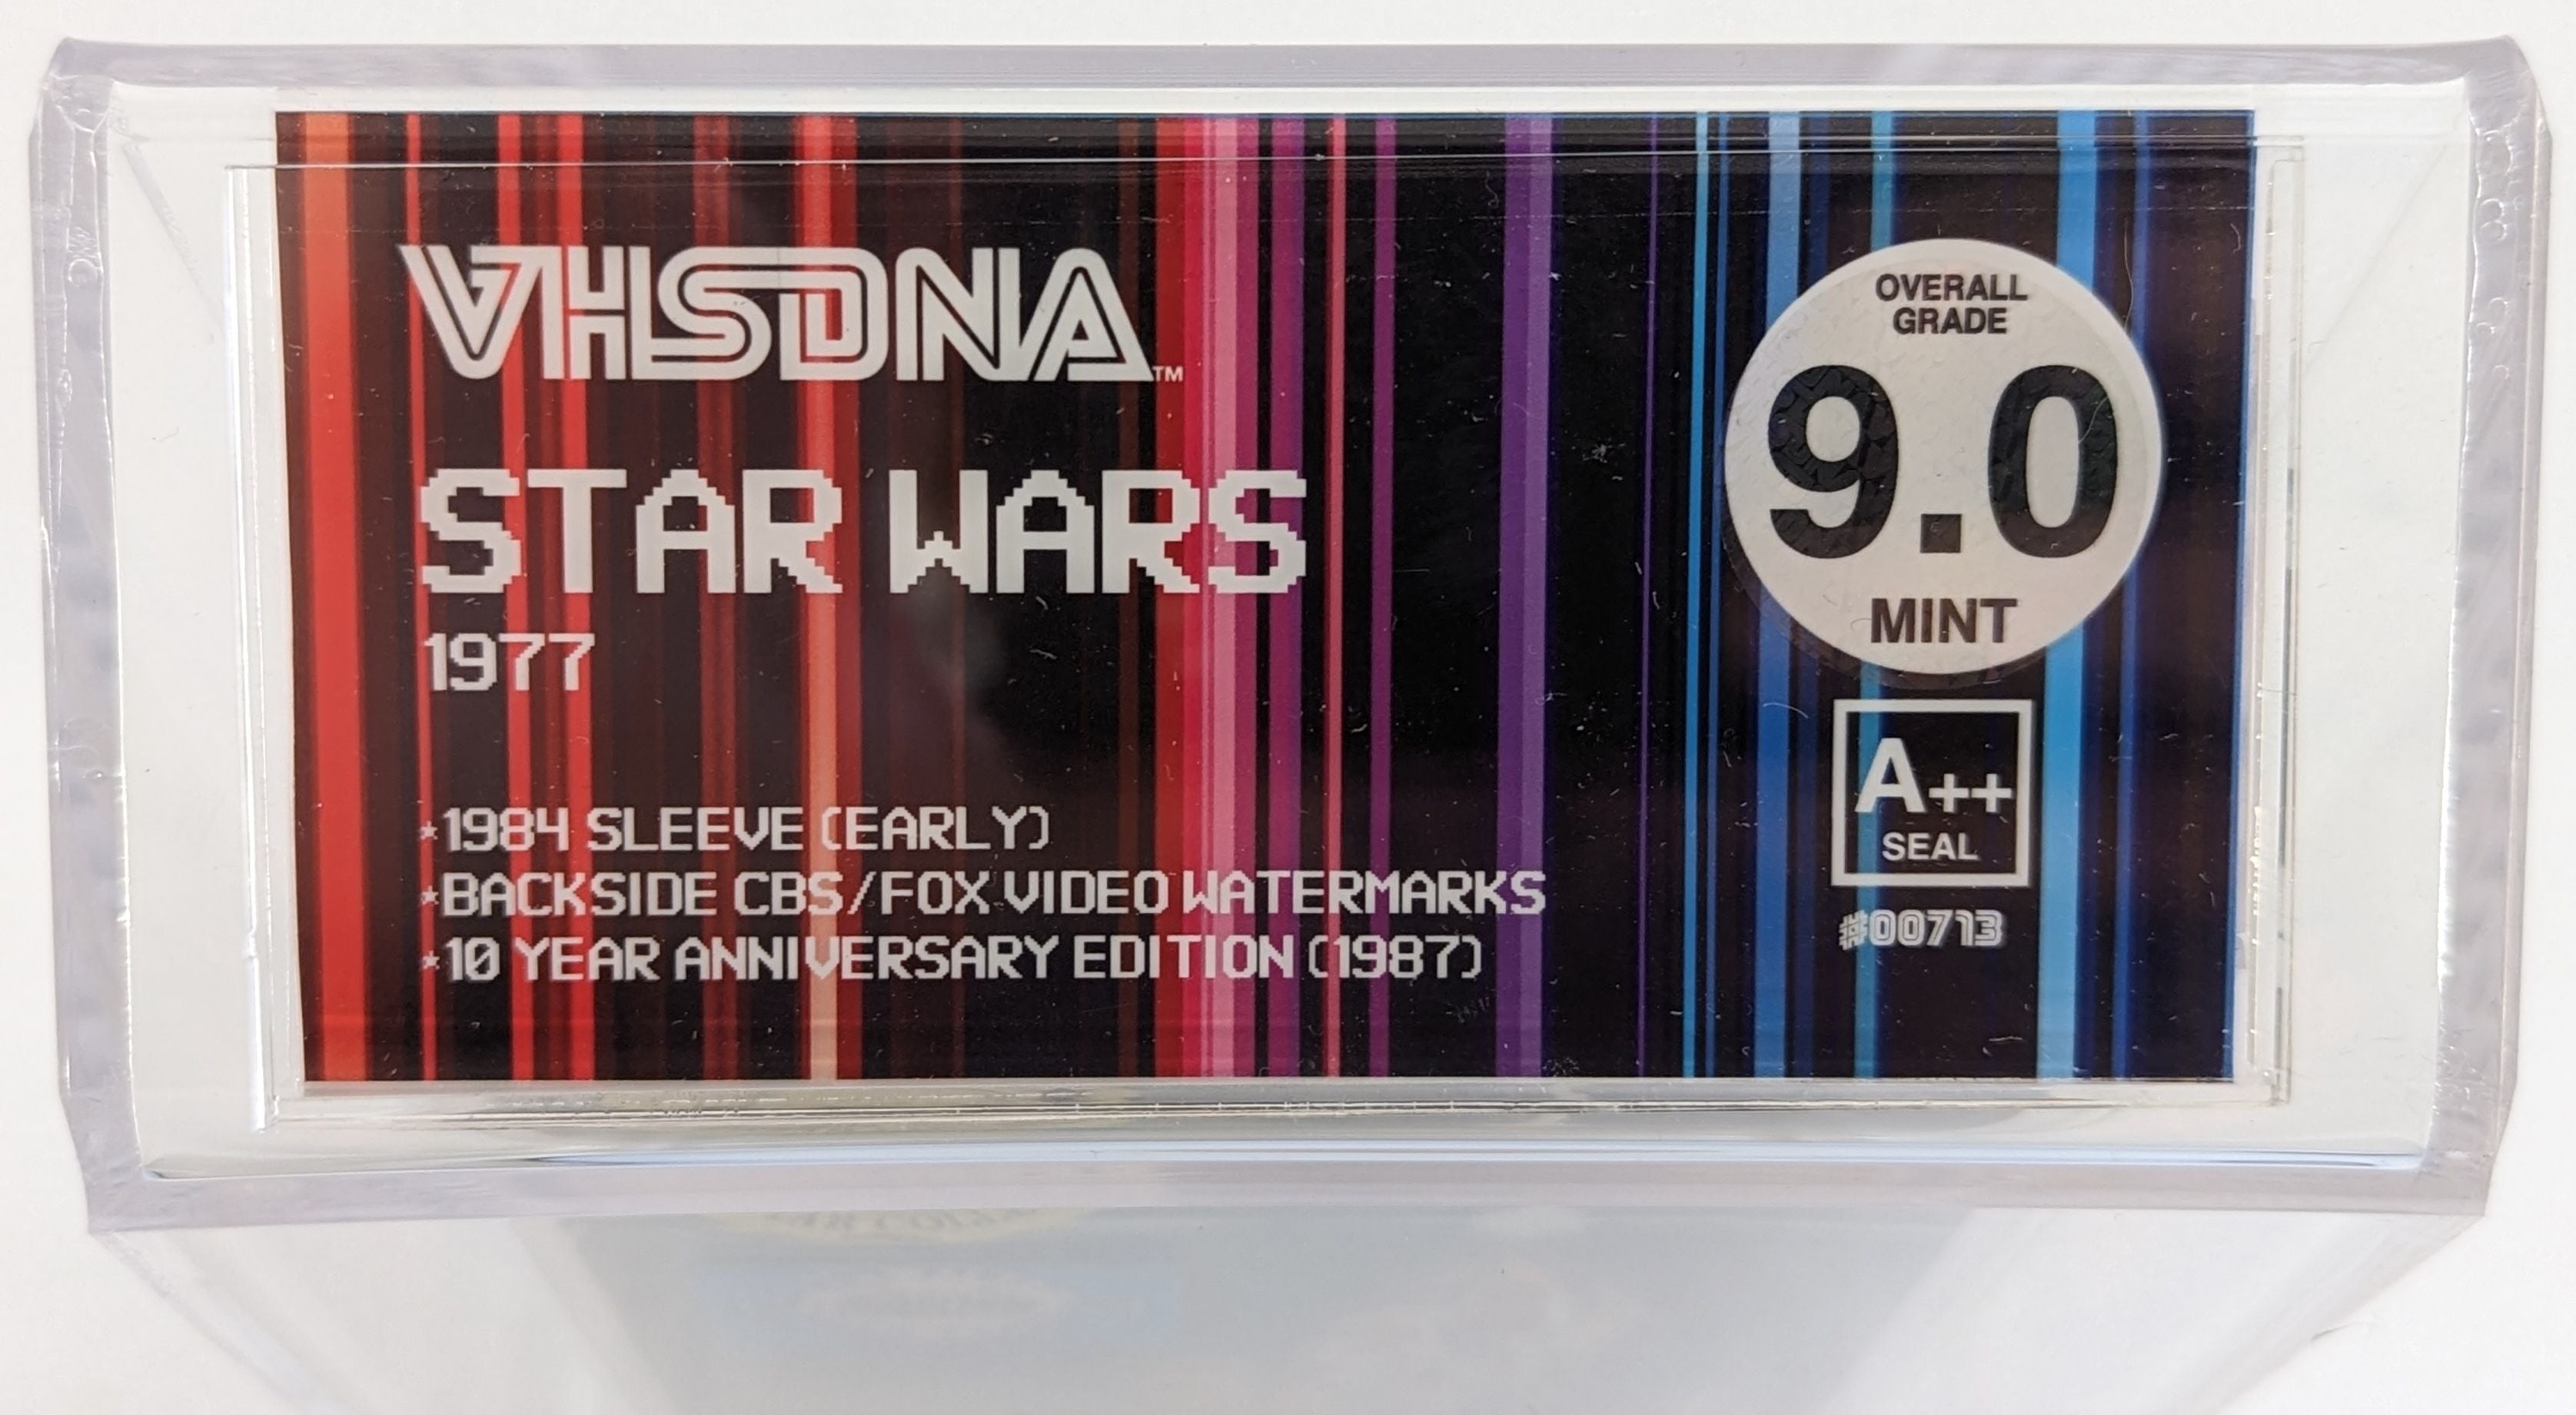 VHSDNA™
STAR WARS
1977
*1984 SLEEVE (EARLY)
*BACKSIDE CBS/FOX VIDEO WATERMARKS
*10 YEAR ANNIVERSARY EDITION (1987)
OVERALL
GRADE
9.0
MINT
A++
SEAL
#00713